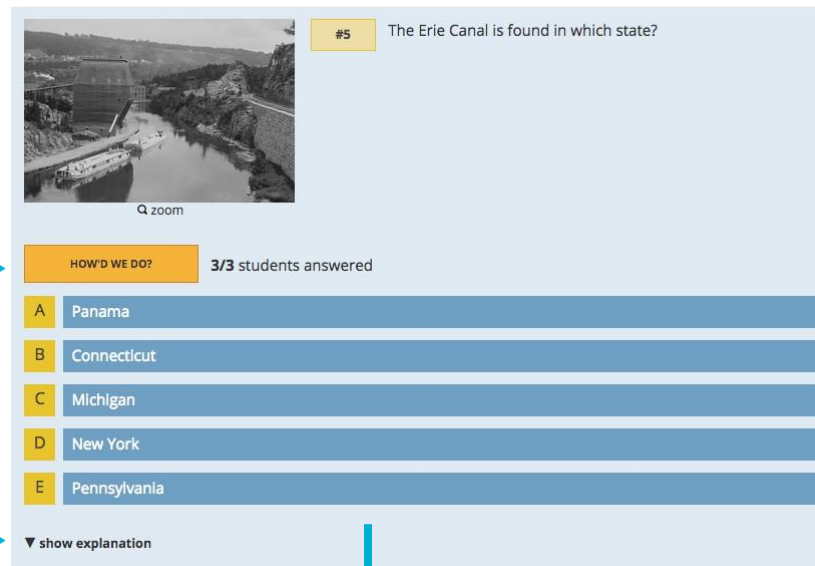 #5 The Erie Canal is found in which state?
zoom
HOW'D WE DO? 3/3 students answered
A Panama
B Connecticut
C Michigan
D New York
E Pennsylvania
▼ show explanation